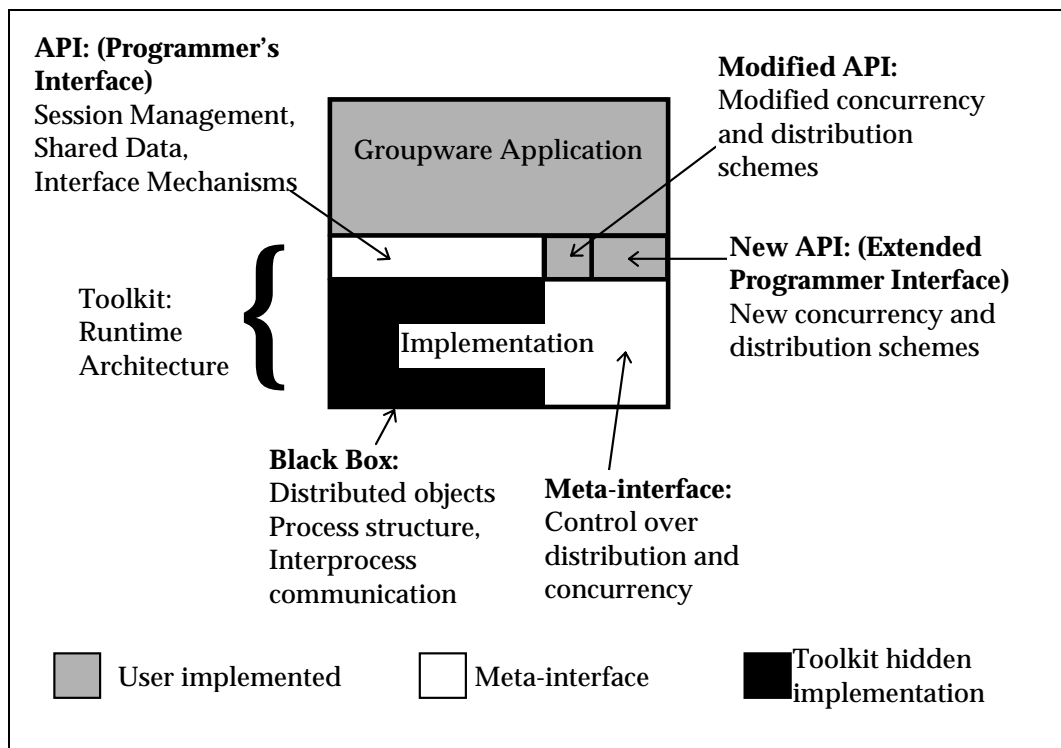 API: (Programmer's
Interface)
Session Management,
Shared Data,
Interface Mechanisms
Modified API:
Modified concurrency
and distribution
schemes
Groupware Application
New API: (Extended
Programmer Interface)
New concurrency and
distribution schemes
Toolkit:
Runtime
Architecture
Implementation
Black Box:
Distributed objects
Process structure,
Interprocess
communication
Meta-interface:
Control over
distribution and
concurrency
User implemented
Meta-interface
Toolkit hidden
implementation